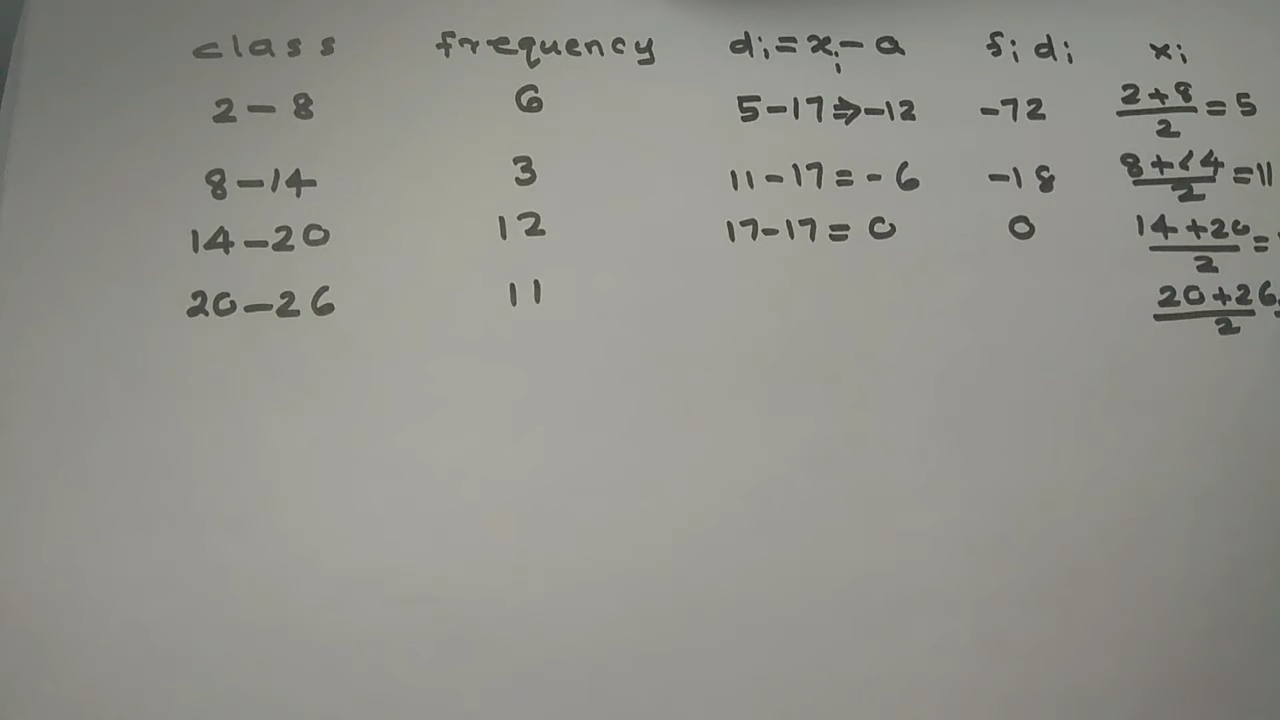 class frequency di = xi - a fidi xi
2 - 8 6 5 - 17 ⇒ -12 -72 2+8/2 = 5
8 - 14 3 11 - 17 = - 6 -18 8+14/2 = 11
14 - 20 12 17 - 17 = 0 0 14+20/2 =
20 - 26 11 20+26/2